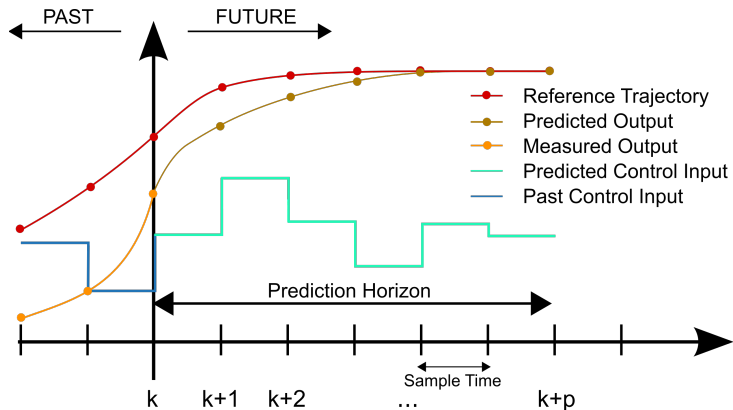 PAST
FUTURE
Reference Trajectory
Predicted Output
Measured Output
Predicted Control Input
Past Control Input
Prediction Horizon
Sample Time
k
k+1
k+2
...
k+p